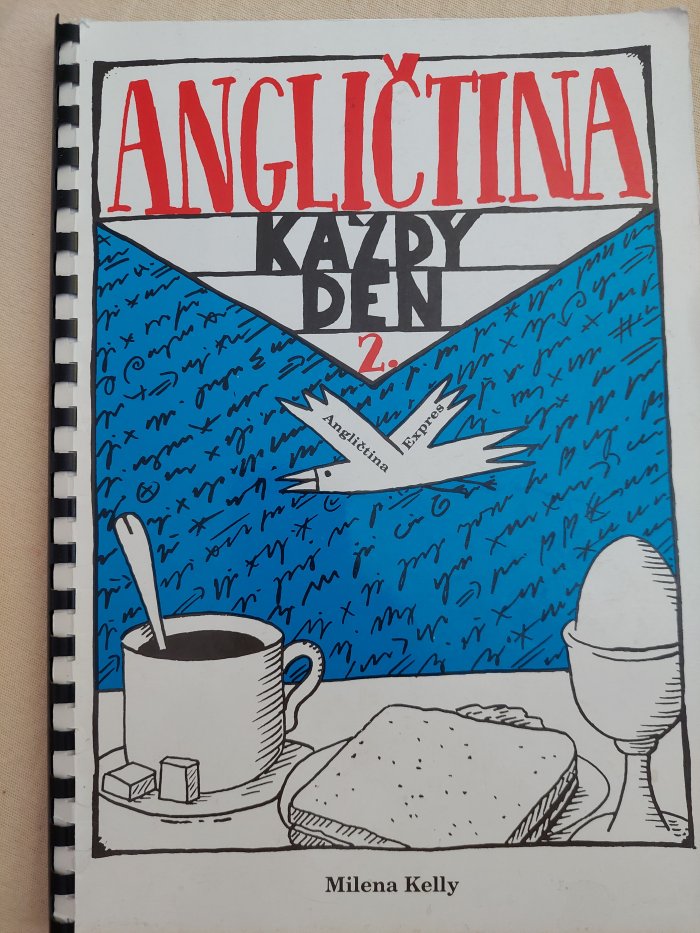 ANGLIČTINA
KAŽDÝ
DEN
2.
Angličtina Expres
Milena Kelly